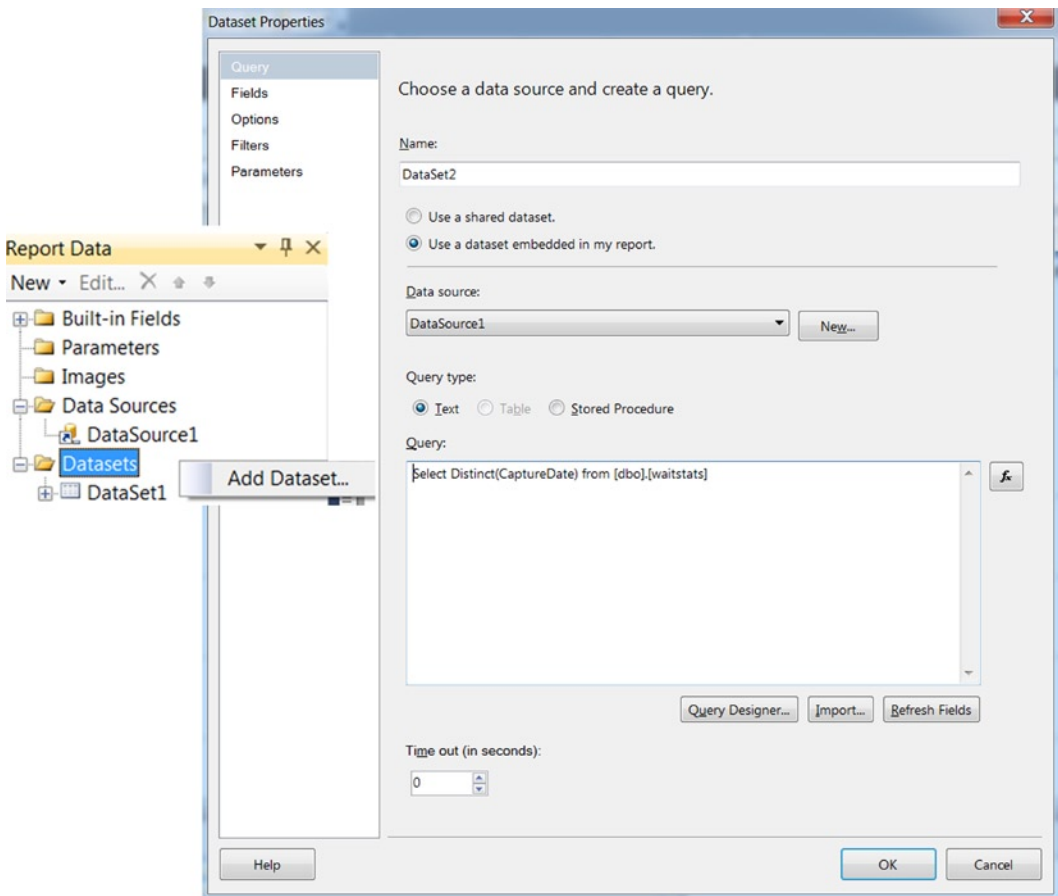 Dataset Properties
Query
Fields
Options
Filters
Parameters
Choose a data source and create a query.
Name:
DataSet2
Use a shared dataset.
Use a dataset embedded in my report.
Data source:
DataSource1
New...
Query type:
Text
Table
Stored Procedure
Query:
Select Distinct(CaptureDate) from [dbo].[waitstats]
fx
Query Designer...
Import...
Refresh Fields
Time out (in seconds):
0
Help
OK
Cancel
Report Data
New
Edit...
Built-in Fields
Parameters
Images
Data Sources
DataSource1
Datasets
Add Dataset...
DataSet1